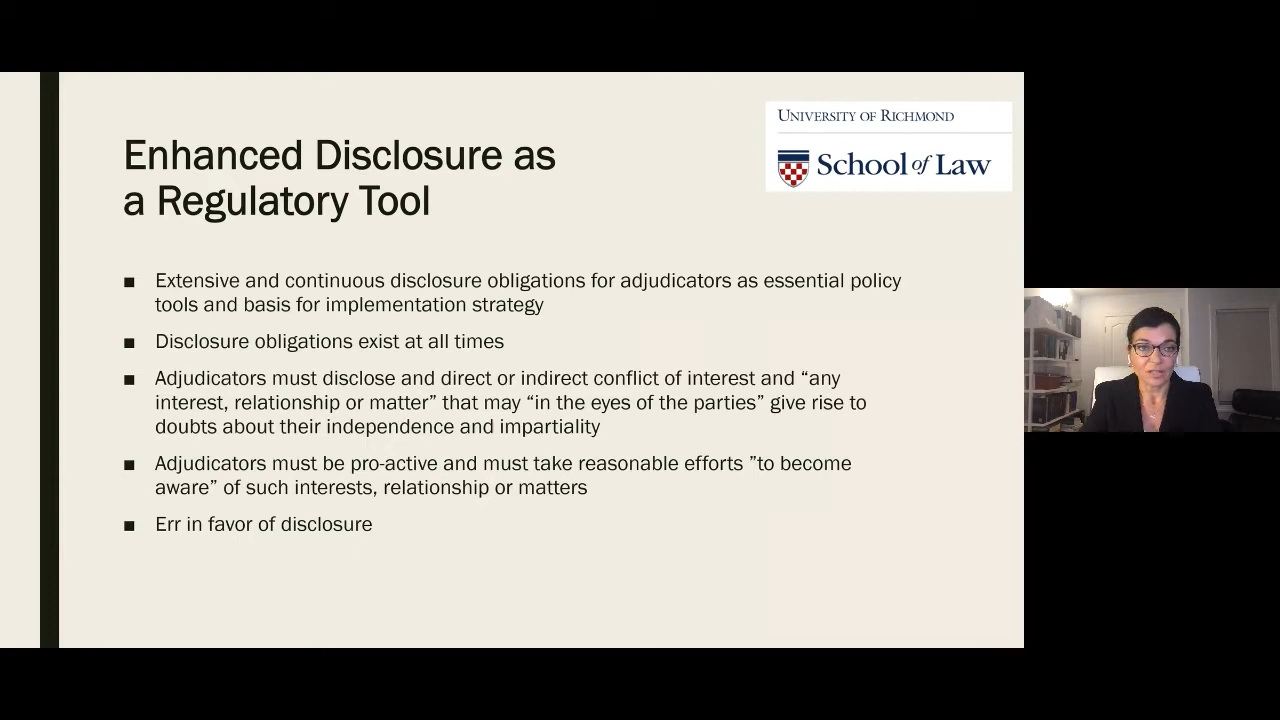 UNIVERSITY OF RICHMOND
School of Law
Enhanced Disclosure as
a Regulatory Tool
■ Extensive and continuous disclosure obligations for adjudicators as essential policy
tools and basis for implementation strategy
■ Disclosure obligations exist at all times
■ Adjudicators must disclose and direct or indirect conflict of interest and “any
interest, relationship or matter” that may “in the eyes of the parties” give rise to
doubts about their independence and impartiality
■ Adjudicators must be pro-active and must take reasonable efforts ”to become
aware” of such interests, relationship or matters
■ Err in favor of disclosure